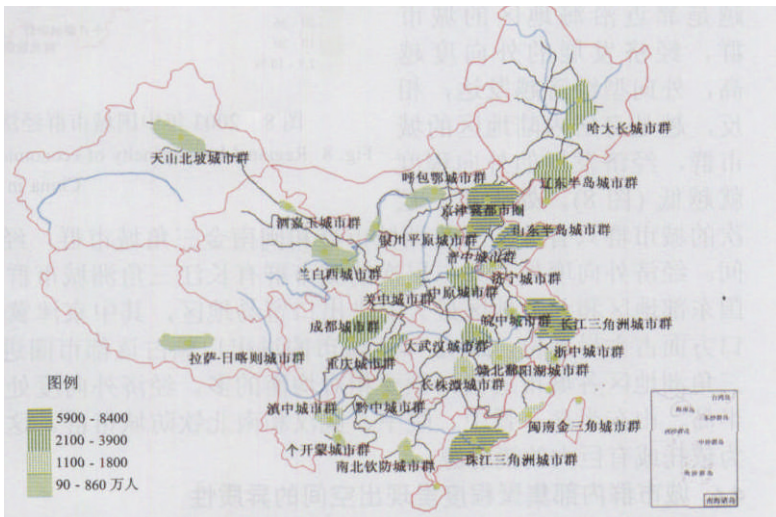 哈大长城市群
天山北坡城市群
呼包鄂城市群
辽东半岛城市群
京津冀都市圈
酒嘉玉城市群
银川平原城市群
山东半岛城市群
晋中城市群
兰白西城市群
济宁城市群
关中城市群
中原城市群
成都城市群
皖中城市群
长江三角洲城市群
拉萨-日喀则城市群
大武汉城市群
浙中城市群
重庆城市群
赣北鄱阳湖城市群
长株潭城市群
滇中城市群
黔中城市群
闽南金三角城市群
个开蒙城市群
南北钦防城市群
珠江三角洲城市群
图例
5900 - 8400
2100 - 3900
1100 - 1800
90 - 860 万人
台湾岛
南海诸岛